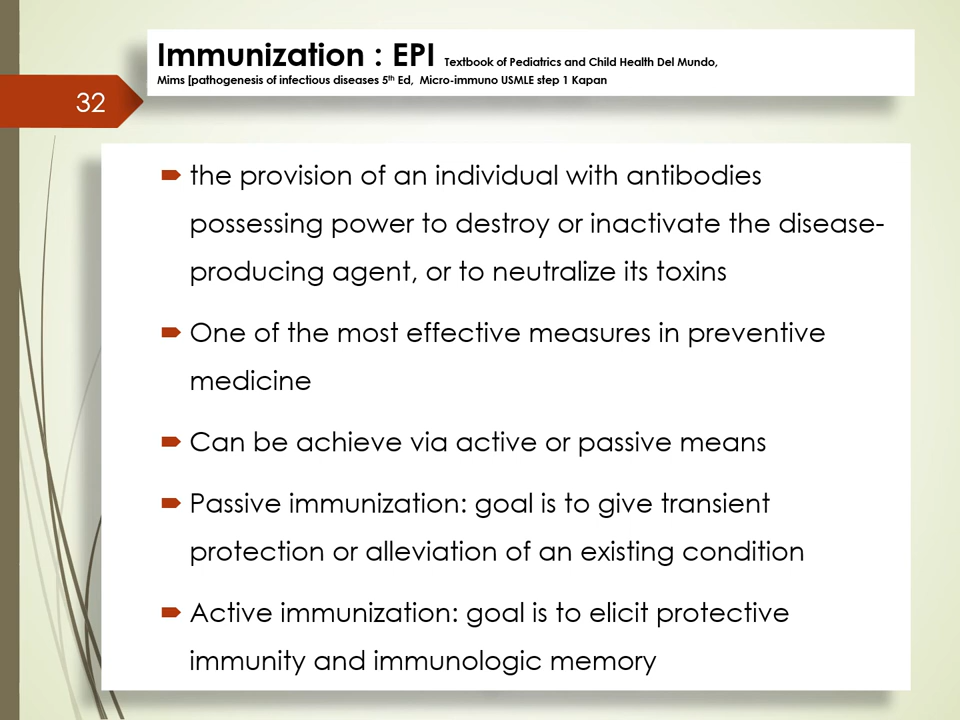 Immunization : EPI Textbook of Pediatrics and Child Health Del Mundo,
Mims [pathogenesis of infectious diseases 5th Ed, Micro-immuno USMLE step 1 Kapan
32
the provision of an individual with antibodies
possessing power to destroy or inactivate the disease-
producing agent, or to neutralize its toxins
One of the most effective measures in preventive
medicine
Can be achieve via active or passive means
Passive immunization: goal is to give transient
protection or alleviation of an existing condition
Active immunization: goal is to elicit protective
immunity and immunologic memory